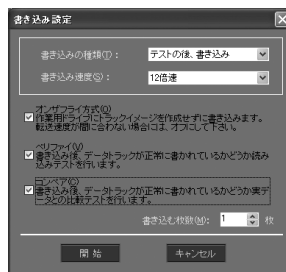 書き込み設定
書き込みの種類(T): テストの後、書き込み
書き込み速度(S): 12倍速
オンザフライ方式(O)
作業用ドライブにトラックイメージを作成せずに書き込みます。
転送速度が間に合わない場合には、オフにして下さい。
ベリファイ(V)
書き込み後、データトラックが正常に書かれているかどうか読み
込みテストを行います。
コンペア(C)
書き込み後、データトラックが正常に書かれているかどうか実デ
ータとの比較テストを行います。
書き込む枚数(M): 1 枚
開始 キャンセル